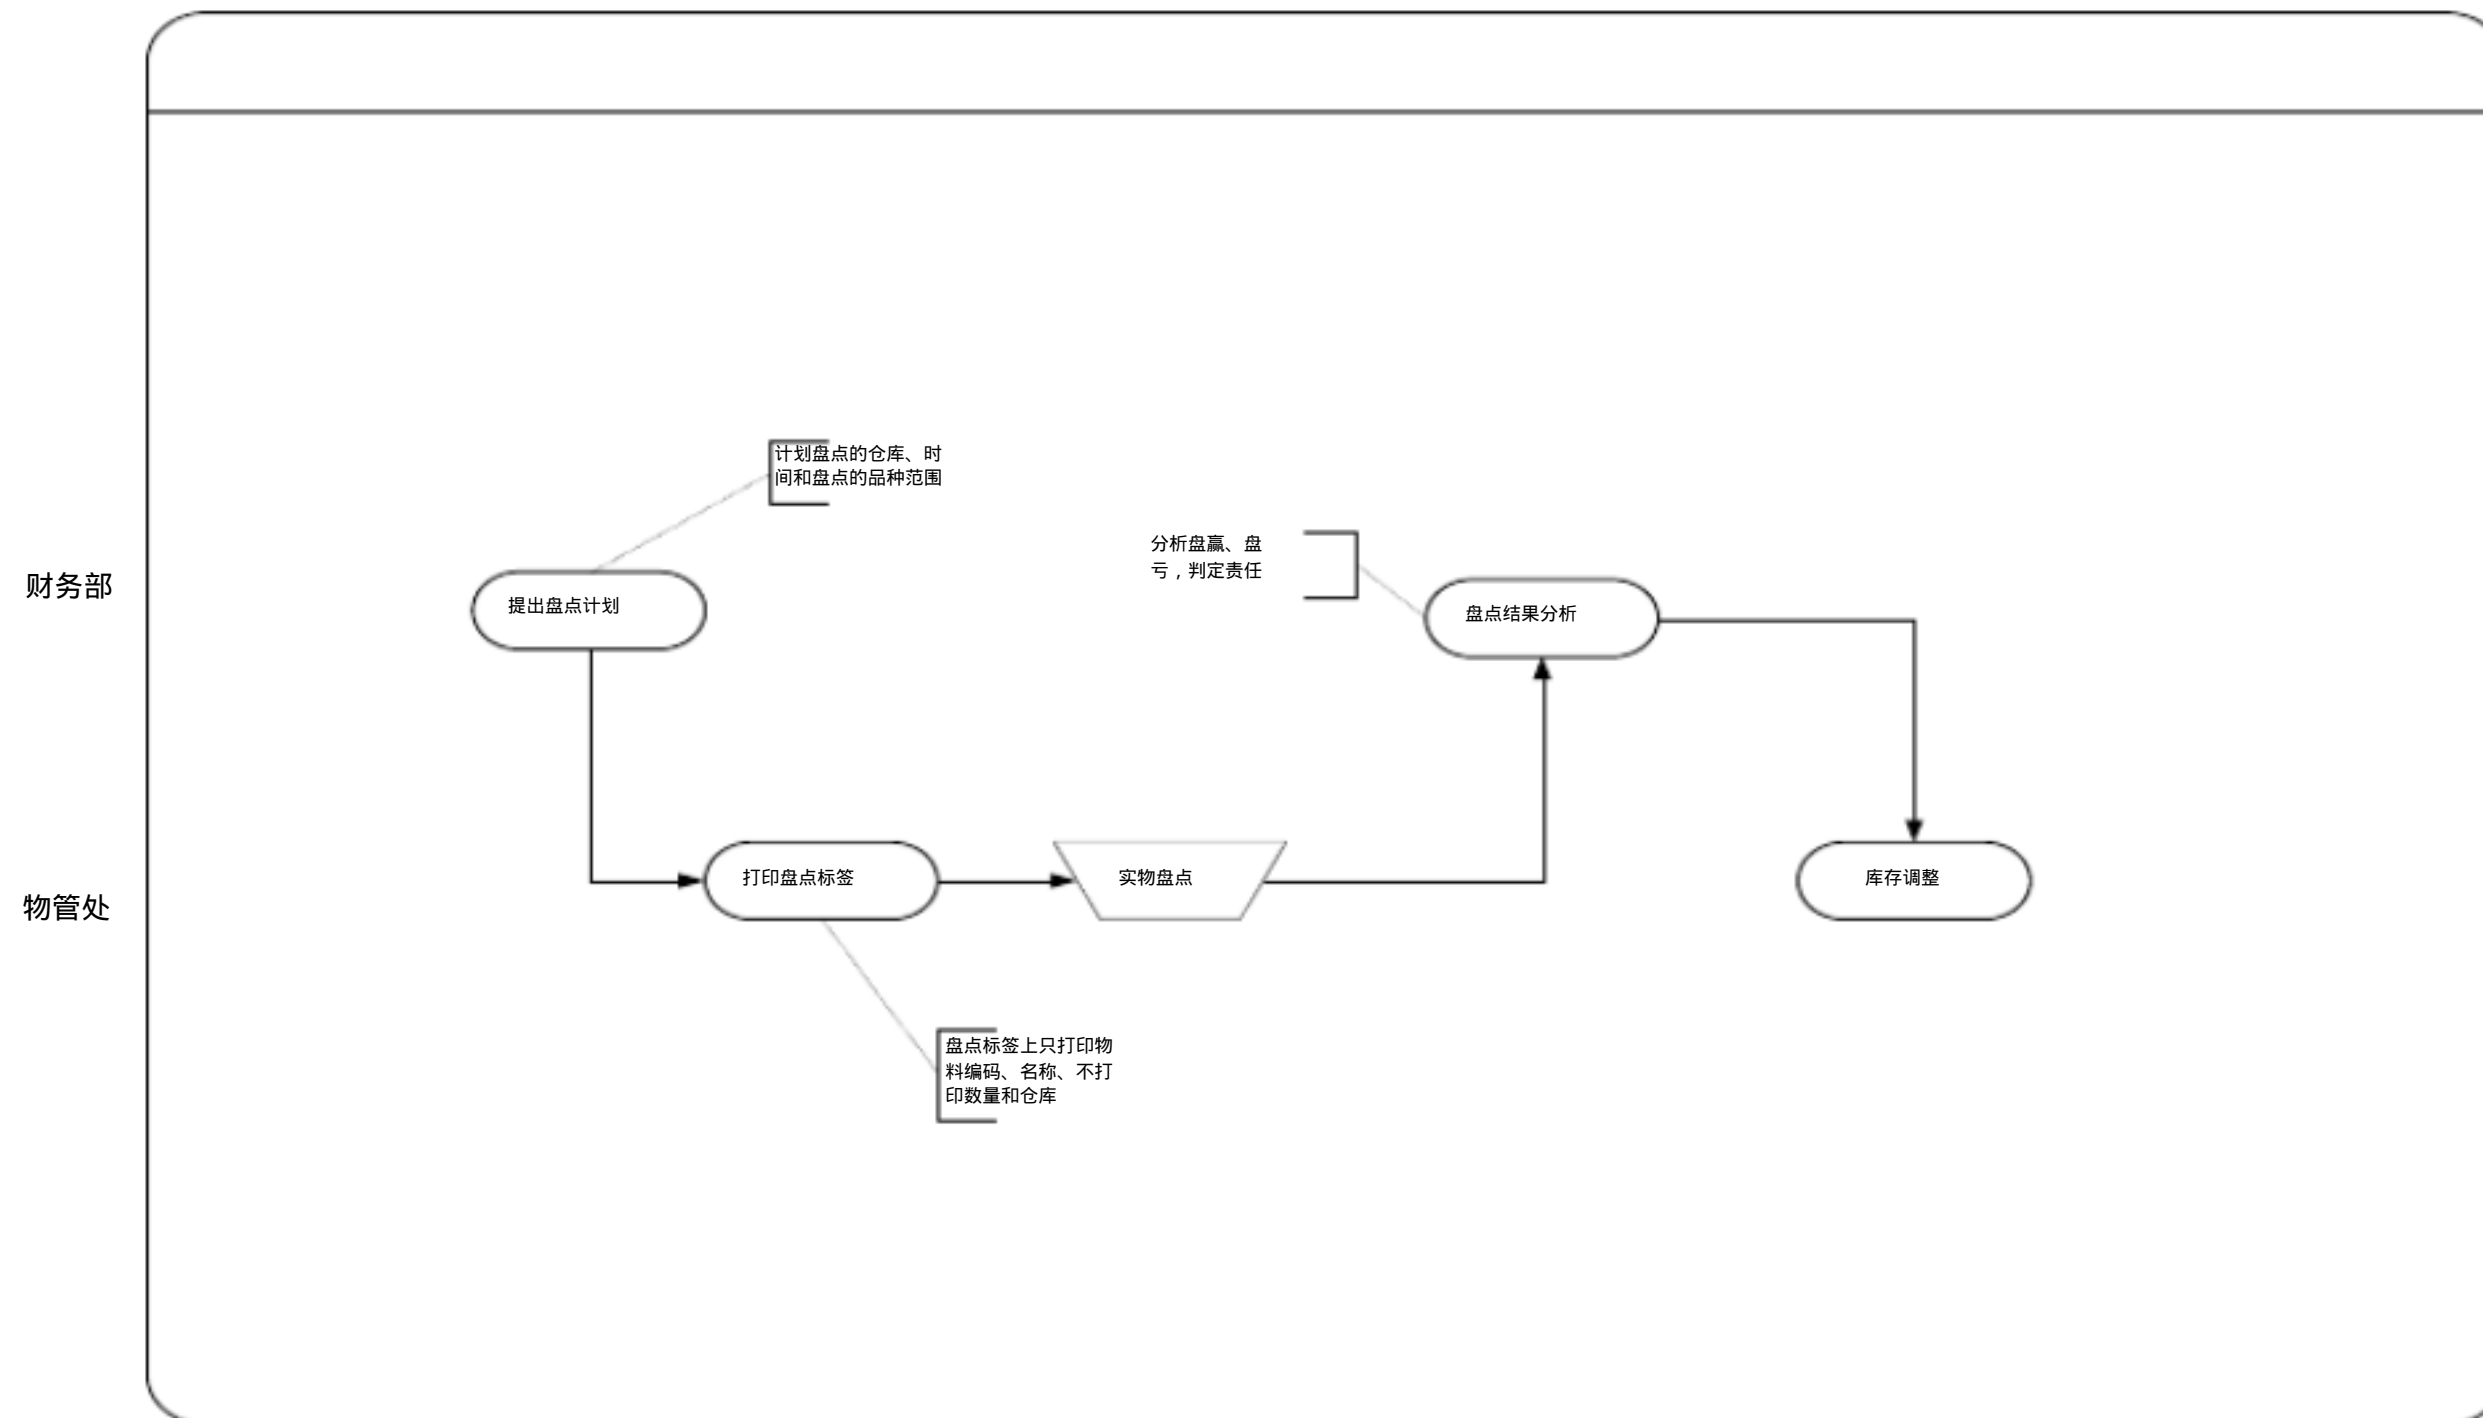 计划盘点的仓库、时
间和盘点的品种范围
分析盘赢、盘
亏，判定责任
财务部
提出盘点计划
盘点结果分析
打印盘点标签
实物盘点
库存调整
物管处
盘点标签上只打印物
料编码、名称、不打
印数量和仓库